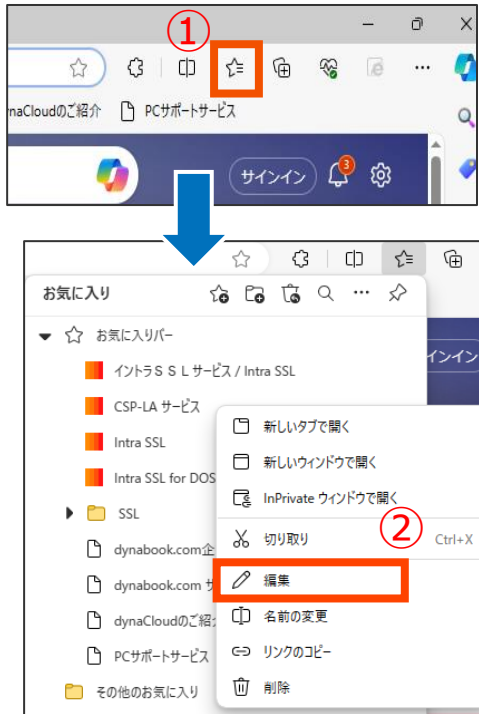 ①
naCloudのご紹介 PCサポートサービス
サインイン 3
お気に入り
お気に入りバー
インイン
イントラSSLサービス / Intra SSL
CSP-LA サービス
Intra SSL
新しいタブで開く
新しいウィンドウで開く
Intra SSL for DOS
InPrivate ウィンドウで開く
SSL
②
切り取り Ctrl+X
dynabook.com企
dynabook.com サ
編集
dynaCloudのご紹
名前の変更
PCサポートサービス
リンクのコピー
その他のお気に入り
削除